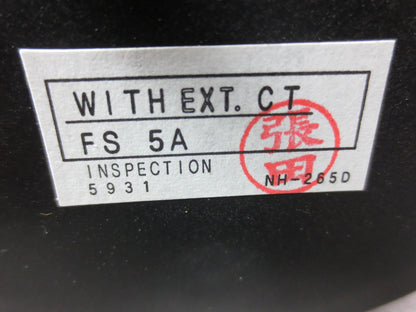 WITH EXT. CT
FS 5A
張田
INSPECTION
5931
NH-265D